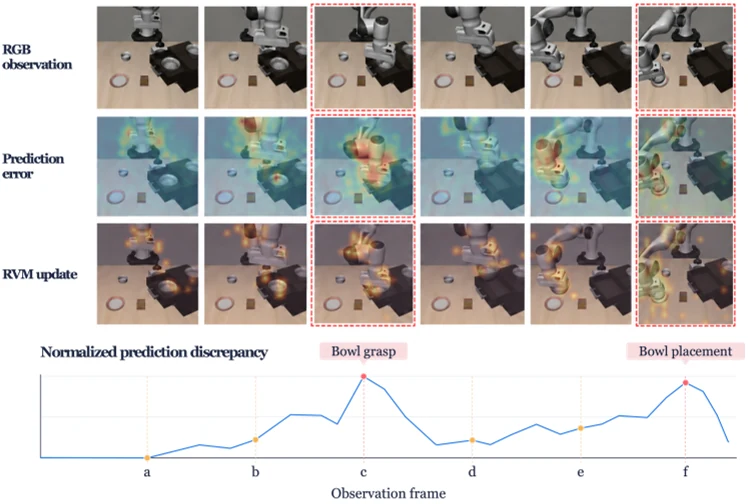 RGB
observation
Prediction
error
RVM update
Normalized prediction discrepancy
Bowl grasp
Bowl placement
a b c d e f
Observation frame